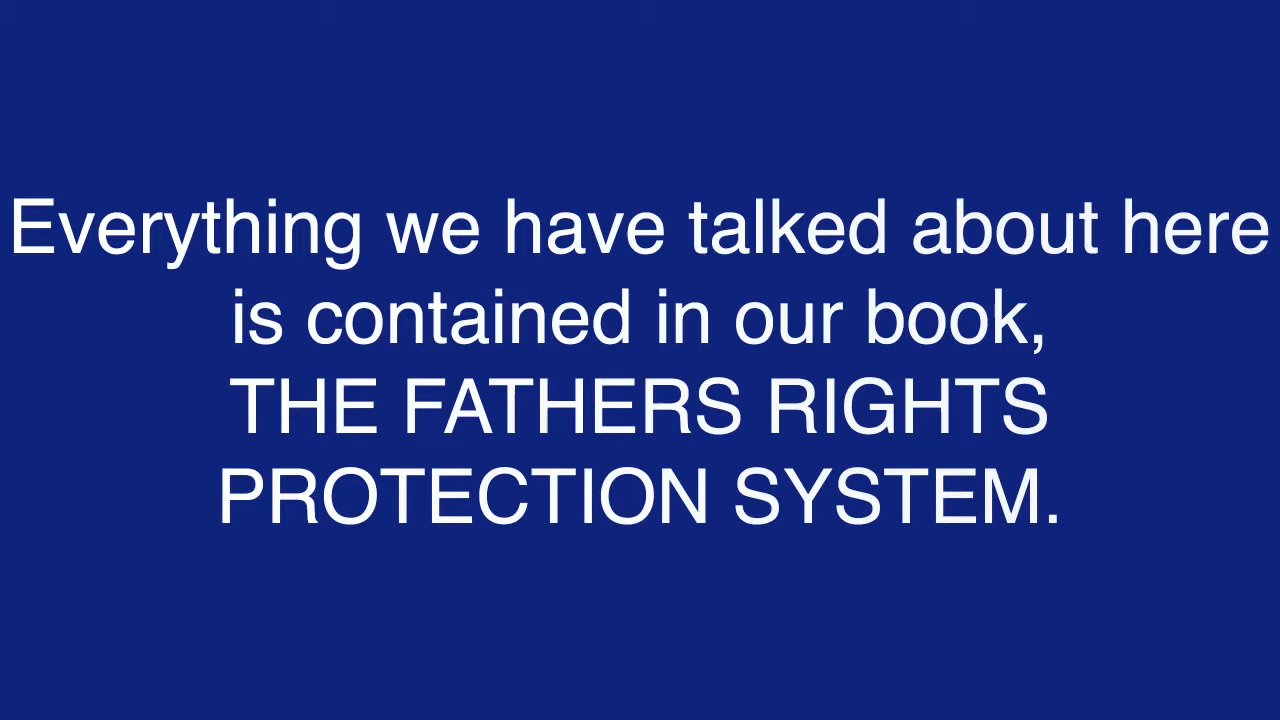 Everything we have talked about here
is contained in our book,
THE FATHERS RIGHTS
PROTECTION SYSTEM.